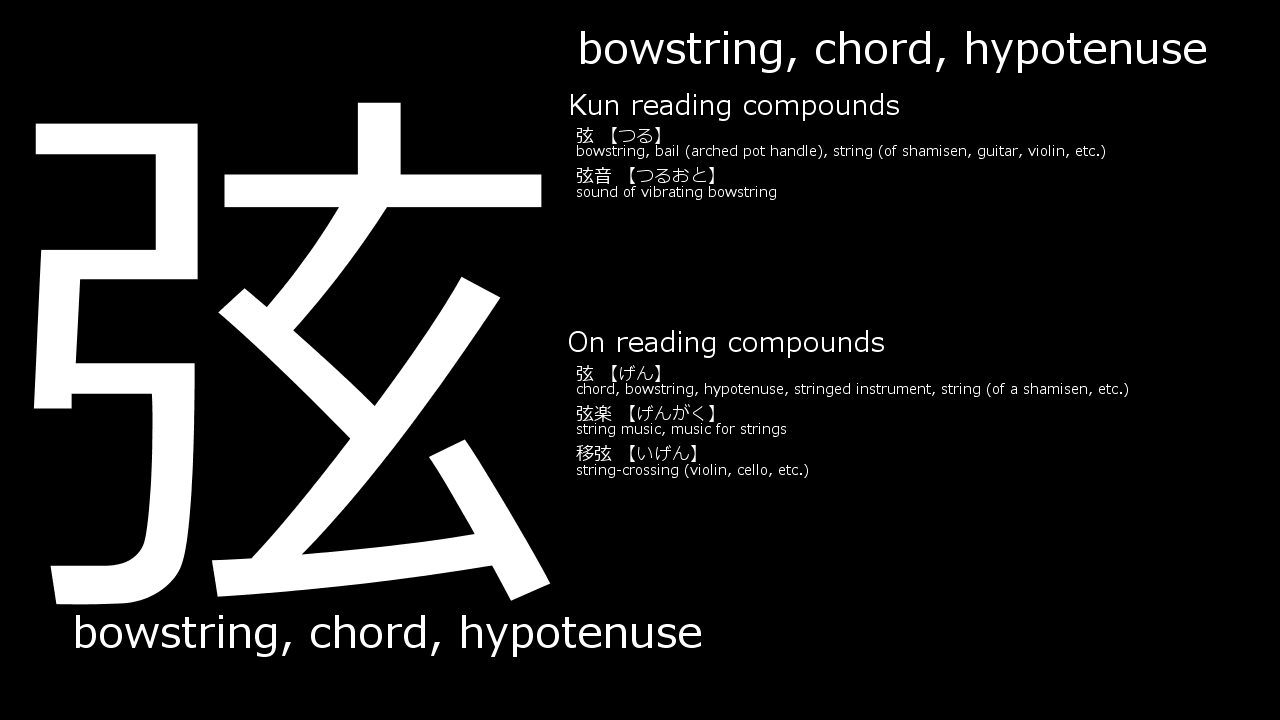 弦
bowstring, chord, hypotenuse
bowstring, chord, hypotenuse
Kun reading compounds
弦 【つる】
bowstring, bail (arched pot handle), string (of shamisen, guitar, violin, etc.)
弦音 【つるおと】
sound of vibrating bowstring
On reading compounds
弦 【げん】
chord, bowstring, hypotenuse, stringed instrument, string (of a shamisen, etc.)
弦楽 【げんがく】
string music, music for strings
移弦 【いげん】
string-crossing (violin, cello, etc.)